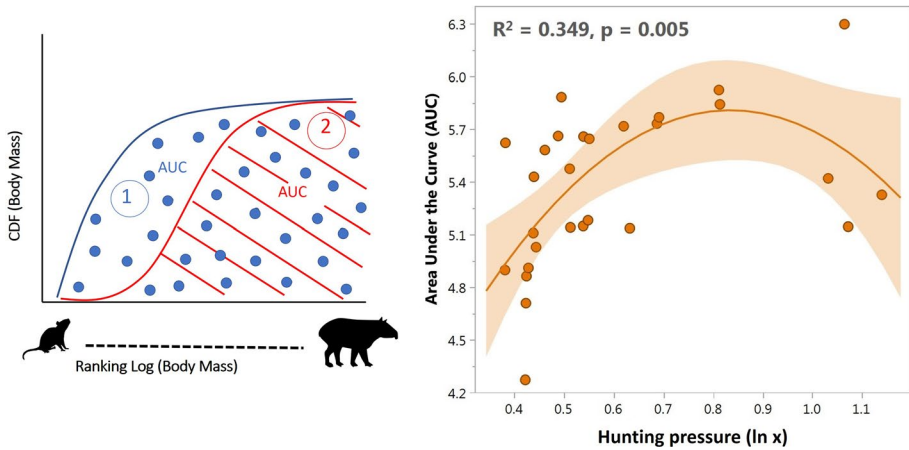 CDF (Body Mass)
AUC
1
2
AUC
Ranking Log (Body Mass)
R² = 0.349, p = 0.005
Area Under the Curve (AUC)
6.3
6.0
5.7
5.4
5.1
4.8
4.5
4.2
0.4 0.5 0.6 0.7 0.8 0.9 1.0 1.1
Hunting pressure (ln x)